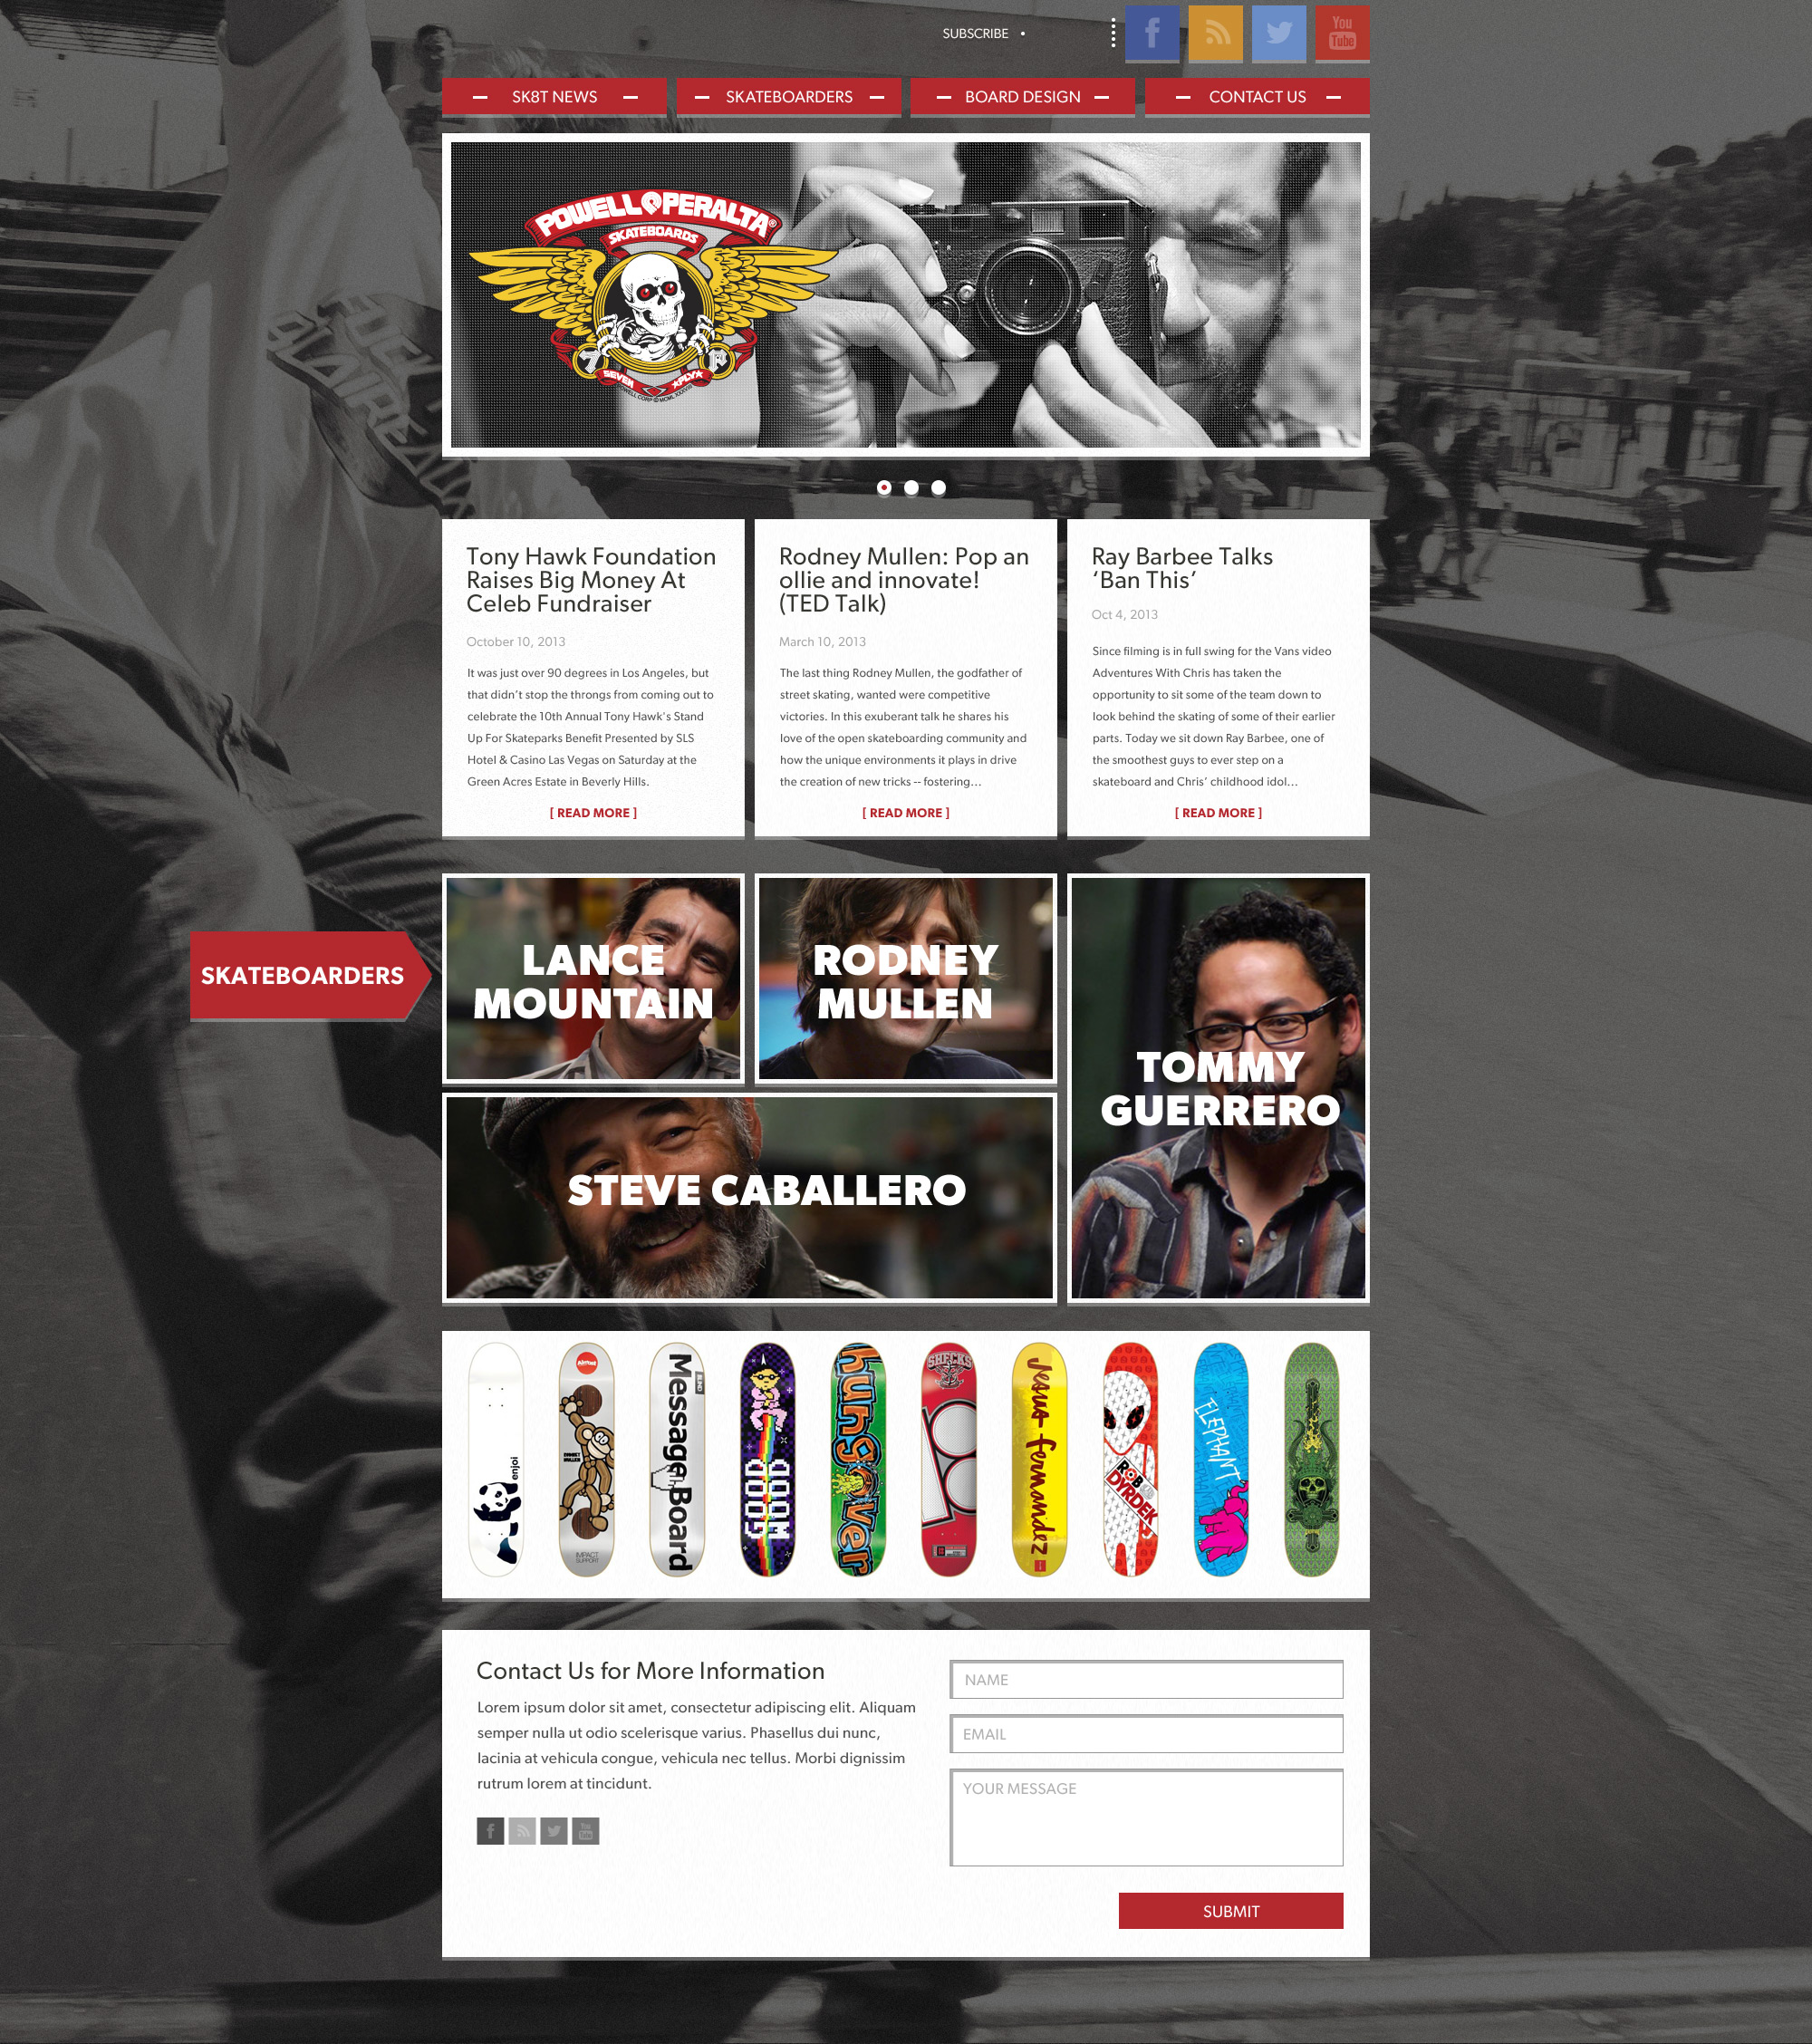 SUBSCRIBE •
You
Tube
SK8T NEWS
SKATEBOARDERS
BOARD DESIGN
CONTACT US
POWELL PERALTA®
SKATEBOARDS
SEVEN PLY
Tony Hawk Foundation
Raises Big Money At
Celeb Fundraiser
October 10, 2013
It was just over 90 degrees in Los Angeles, but
that didn't stop the throngs from coming out to
celebrate the 10th Annual Tony Hawk's Stand
Up For Skateparks Benefit Presented by SLS
Hotel & Casino Las Vegas on Saturday at the
Green Acres Estate in Beverly Hills.
[ READ MORE ]
Rodney Mullen: Pop an
ollie and innovate!
(TED Talk)
March 10, 2013
The last thing Rodney Mullen, the godfather of
street skating, wanted were competitive
victories. In this exuberant talk he shares his
love of the open skateboarding community and
how the unique environments it plays in drive
the creation of new tricks -- fostering...
[ READ MORE ]
Ray Barbee Talks
‘Ban This’
Oct 4, 2013
Since filming is in full swing for the Vans video
Adventures With Chris has taken the
opportunity to sit some of the team down to
look behind the skating of some of their earlier
parts. Today we sit down Ray Barbee, one of
the smoothest guys to ever step on a
skateboard and Chris’ childhood idol...
[ READ MORE ]
SKATEBOARDERS
LANCE
MOUNTAIN
RODNEY
MULLEN
TOMMY
GUERRERO
STEVE CABALLERO
enjoi
Almost
IMPACT
SUPPORT
Message Board
GOOD
WOOD
hungover
SHECKS
Jesus Fernandez
ROB
DYRDEK
ELEPHANT
Contact Us for More Information
Lorem ipsum dolor sit amet, consectetur adipiscing elit. Aliquam
semper nulla ut odio scelerisque varius. Phasellus dui nunc,
lacinia at vehicula congue, vehicula nec tellus. Morbi dignissim
rutrum lorem at tincidunt.
You
Tube
NAME
EMAIL
YOUR MESSAGE
SUBMIT